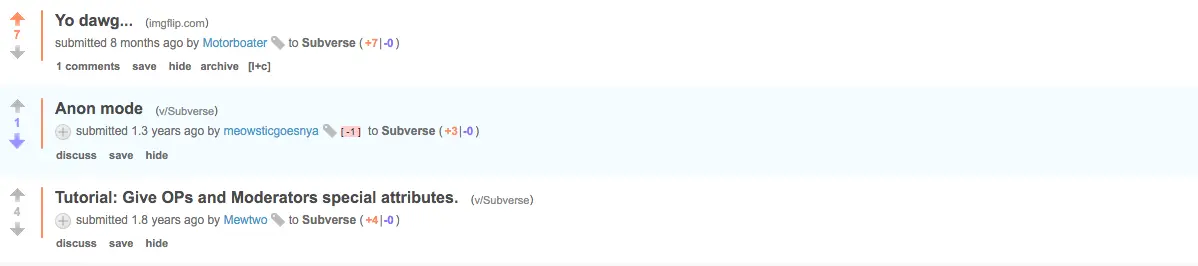 Yo dawg... (imgflip.com)
7
submitted 8 months ago by Motorboater to Subverse (+7|-0)
1 comments save hide archive [l+c]
Anon mode (v/Subverse)
1
submitted 1.3 years ago by meowsticgoesnya [-1] to Subverse (+3|-0)
discuss save hide
Tutorial: Give OPs and Moderators special attributes. (v/Subverse)
4
submitted 1.8 years ago by Mewtwo to Subverse (+4|-0)
discuss save hide